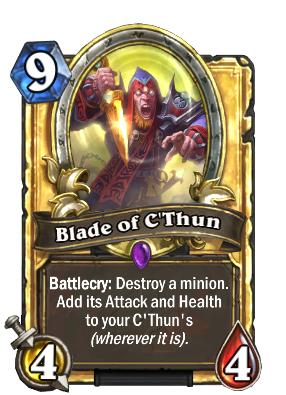 9
Blade of C'Thun
Battlecry: Destroy a minion.
Add its Attack and Health
to your C'Thun's
(wherever it is).
4 4